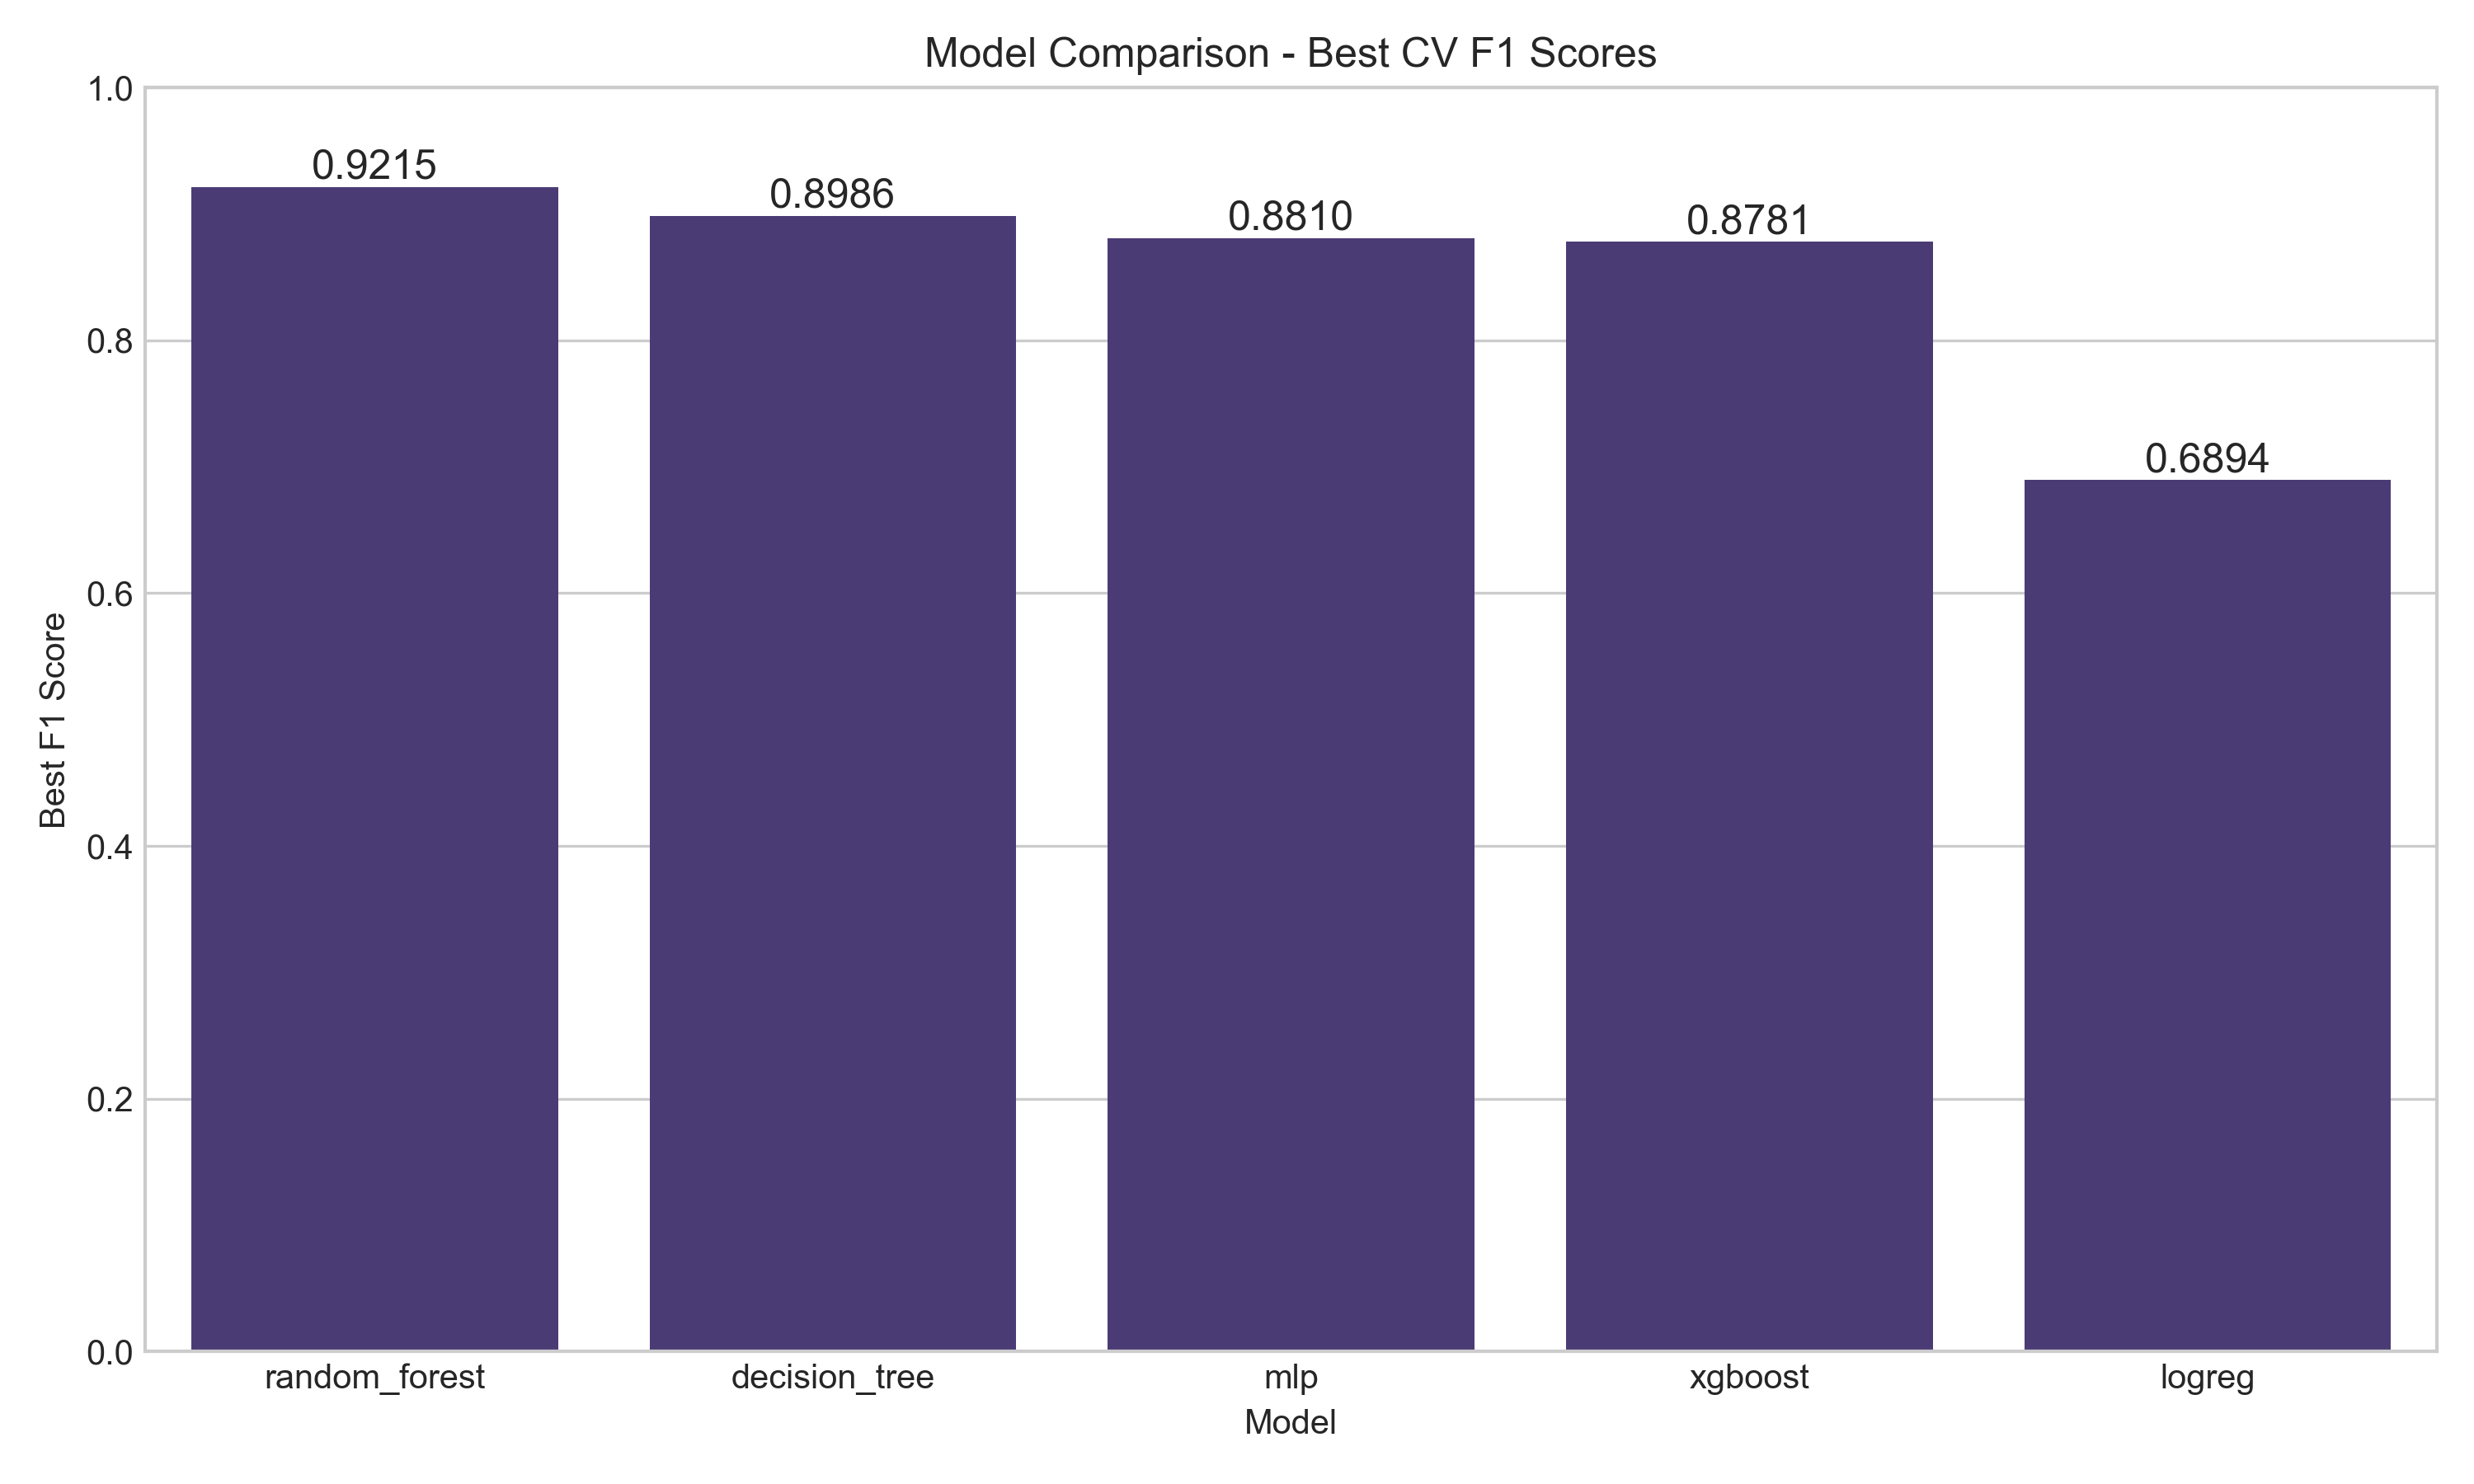 Model Comparison - Best CV F1 Scores
1.0
0.8
0.6
0.4
0.2
0.0
Best F1 Score
0.9215
0.8986
0.8810
0.8781
0.6894
random_forest decision_tree mlp xgboost logreg
Model